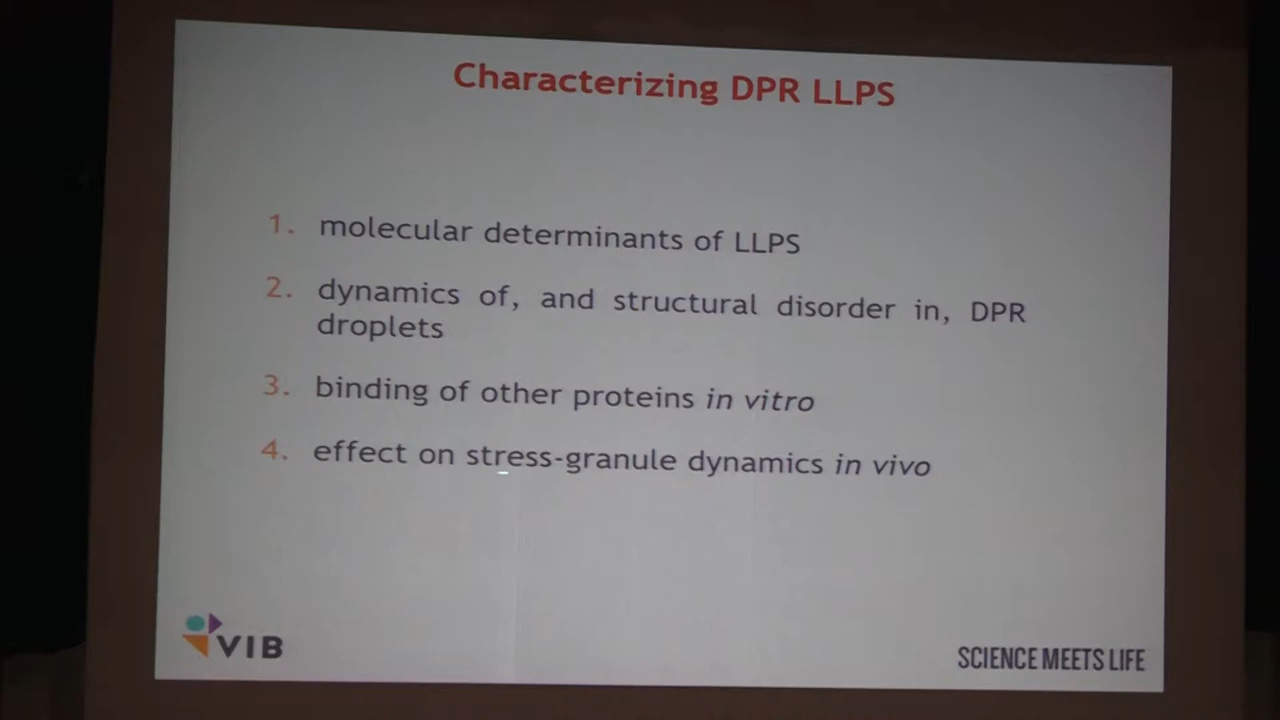 Characterizing DPR LLPS
1. molecular determinants of LLPS
2. dynamics of, and structural disorder in, DPR
droplets
3. binding of other proteins in vitro
4. effect on stress-granule dynamics in vivo
VIB
SCIENCE MEETS LIFE